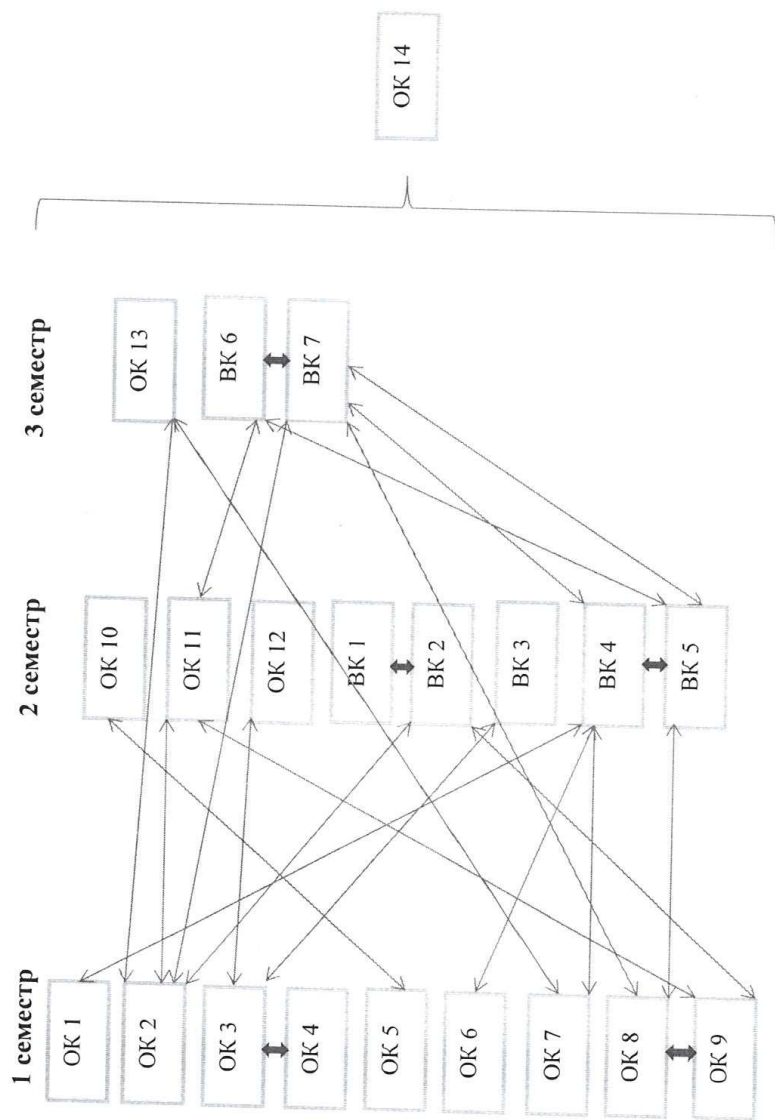 1 семестр
ОК 1
ОК 2
ОК 3
ОК 4
ОК 5
ОК 6
ОК 7
ОК 8
ОК 9
2 семестр
ОК 10
ОК 11
ОК 12
ВК 1
ВК 2
ВК 3
ВК 4
ВК 5
3 семестр
ОК 13
ВК 6
ВК 7
ОК 14